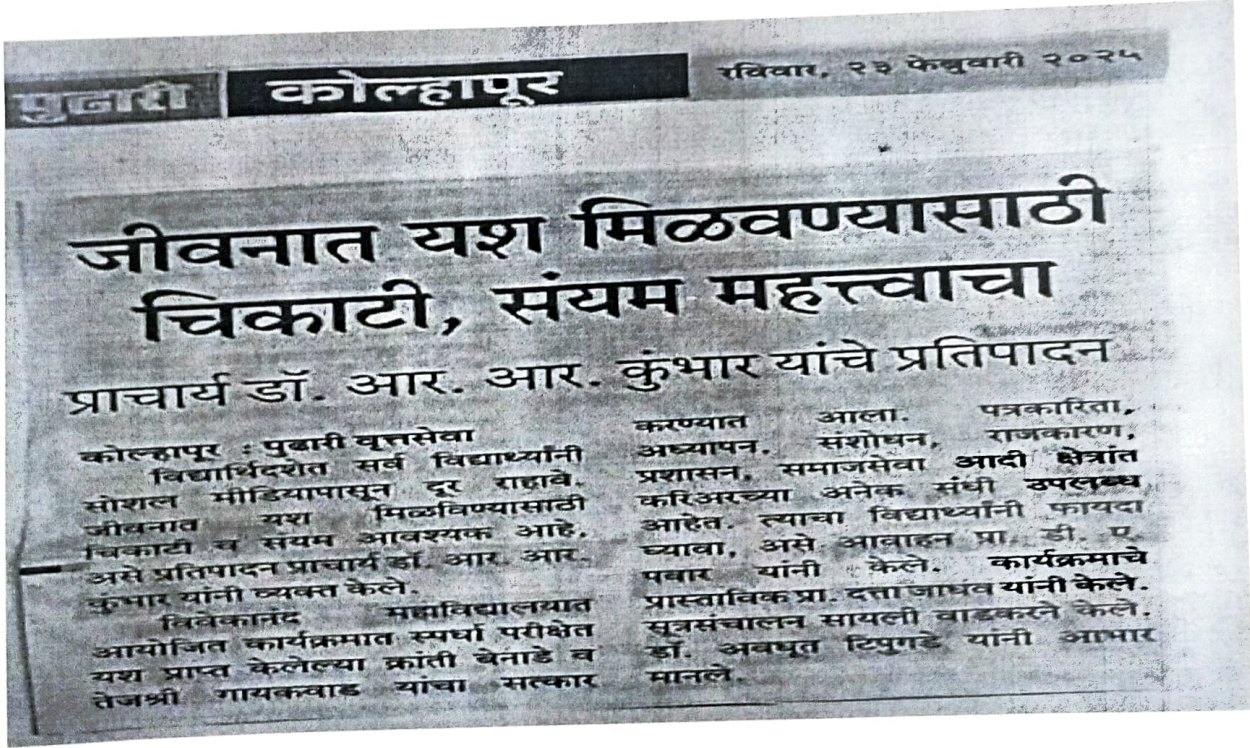 पुढारी कोल्हापूर रविवार, २३ फेब्रुवारी २०२५
जीवनात यश मिळवण्यासाठी
चिकाटी, संयम महत्त्वाचा
प्राचार्य डॉ. आर. आर. कुंभार यांचे प्रतिपादन
कोल्हापूर : पुढारी वृत्तसेवा
विद्यार्थिदशेत सर्व विद्यार्थ्यांनी
सोशल मीडियापासून दूर राहावे.
जीवनात यश मिळविण्यासाठी
चिकाटी व संयम आवश्यक आहे,
असे प्रतिपादन प्राचार्य डॉ. आर. आर.
कुंभार यांनी व्यक्त केले.
विवेकानंद महाविद्यालयात
आयोजित कार्यक्रमात स्पर्धा परीक्षेत
यश प्राप्त केलेल्या क्रांती बेनाडे व
तेजश्री गायकवाड यांचा सत्कार
करण्यात आला. पत्रकारिता,
अध्यापन, संशोधन, राजकारण,
प्रशासन, समाजसेवा आदी क्षेत्रांत
करिअरच्या अनेक संधी उपलब्ध
आहेत. त्याचा विद्यार्थ्यांनी फायदा
घ्यावा, असे आवाहन प्रा. डी. ए.
पवार यांनी केले. कार्यक्रमाचे
प्रास्ताविक प्रा. दत्ता जाधव यांनी केले.
सूत्रसंचालन सायली वाडकरने केले.
डॉ. अवधूत टिपुगडे यांनी आभार
मानले.